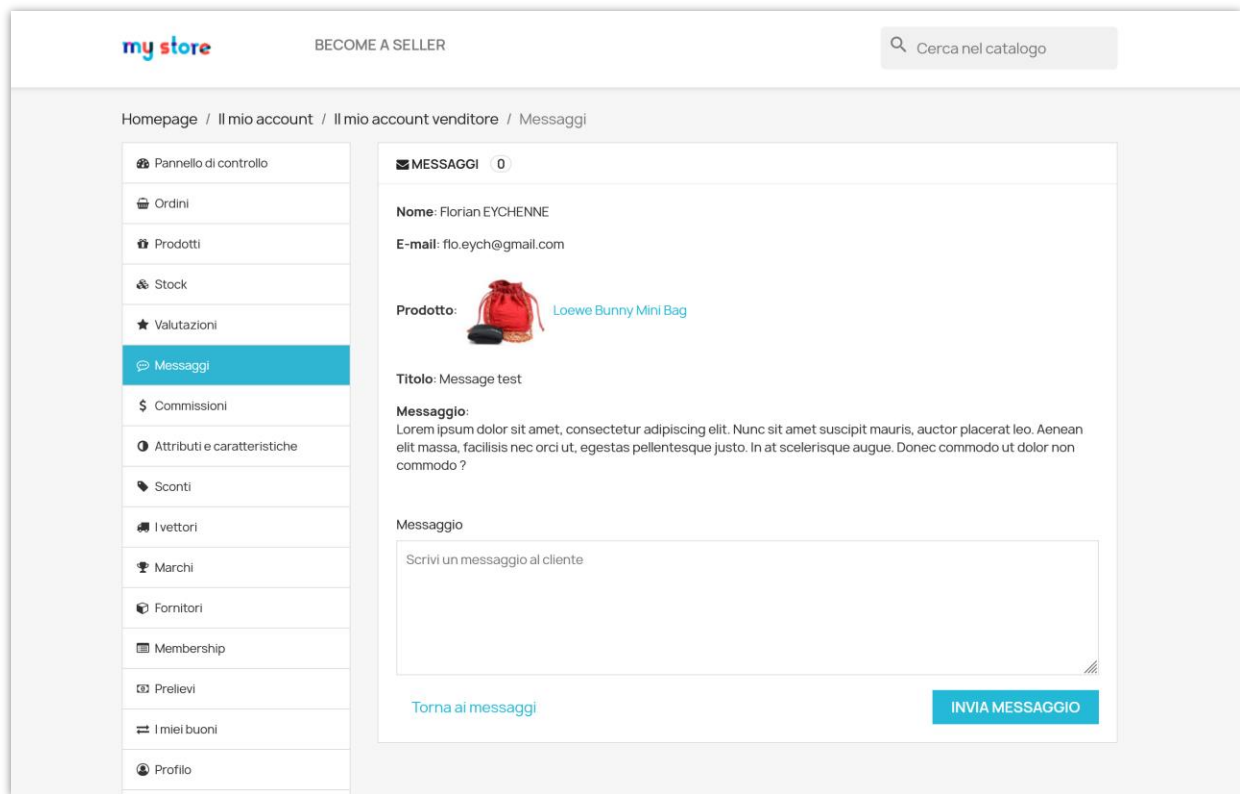 my store
BECOME A SELLER
Cerca nel catalogo
Homepage / Il mio account / Il mio account venditore / Messaggi
Pannello di controllo
Ordini
Prodotti
Stock
Valutazioni
Messaggi
Commissioni
Attributi e caratteristiche
Sconti
I vettori
Marchi
Fornitori
Membership
Prelievi
I miei buoni
Profilo
MESSAGGI 0
Nome: Florian EYCHENNE
E-mail: flo.eych@gmail.com
Prodotto: Loewe Bunny Mini Bag
Titolo: Message test
Messaggio:
Lorem ipsum dolor sit amet, consectetur adipiscing elit. Nunc sit amet suscipit mauris, auctor placerat leo. Aenean
elit massa, facilisis nec orci ut, egestas pellentesque justo. In at scelerisque augue. Donec commodo ut dolor non
commodo ?
Messaggio
Scrivi un messaggio al cliente
Torna ai messaggi
INVIA MESSAGGIO